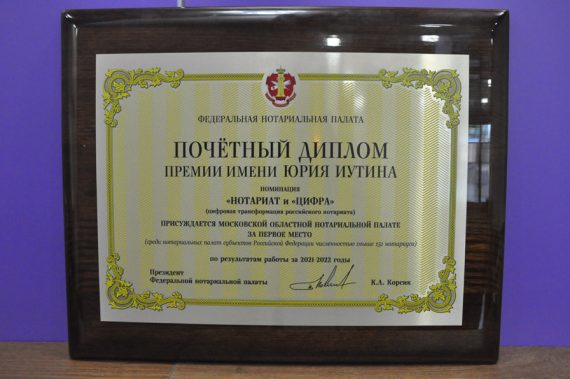 ФЕДЕРАЛЬНАЯ НОТАРИАЛЬНАЯ ПАЛАТА
ПОЧЁТНЫЙ ДИПЛОМ
ПРЕМИИ ИМЕНИ ЮРИЯ ИУТИНА
НОМИНАЦИЯ
«НОТАРИАТ и «ЦИФРА»
(цифровая трансформация российского нотариата)
ПРИСУЖДАЕТСЯ МОСКОВСКОЙ ОБЛАСТНОЙ НОТАРИАЛЬНОЙ ПАЛАТЕ
ЗА ПЕРВОЕ МЕСТО
(среди нотариальных палат субъектов Российской Федерации численностью свыше 151 нотариуса)
по результатам работы за 2021-2022 годы
Президент
Федеральной нотариальной палаты
К.А. Корсик